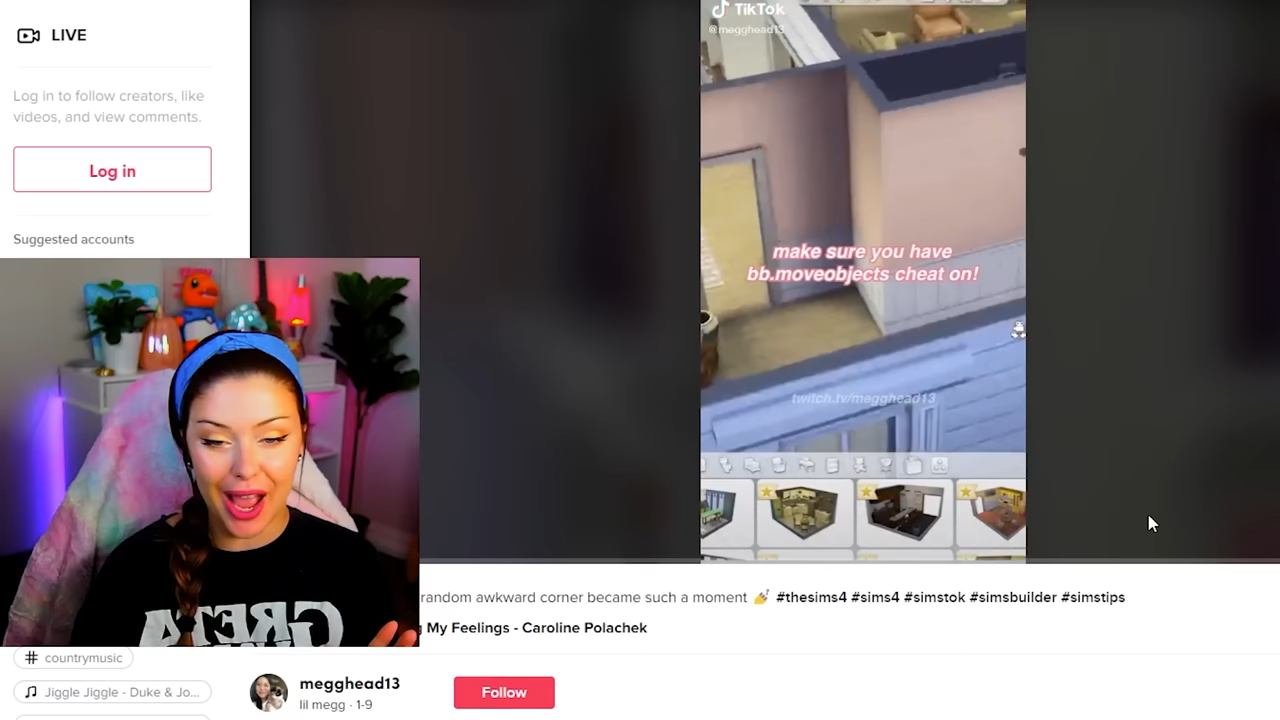 LIVE
Log in to follow creators, like
videos, and view comments.
Log in
Suggested accounts
TikTok
@megghead13
make sure you have
bb.moveobjects cheat on!
twitch.tv/megghead13
random awkward corner became such a moment 💅 #thesims4 #sims4 #simstok #simsbuilder #simstips
My Feelings - Caroline Polachek
# countrymusic
Jiggle Jiggle - Duke & Jo...
megghead13
lil megg · 1-9
Follow
GRETA